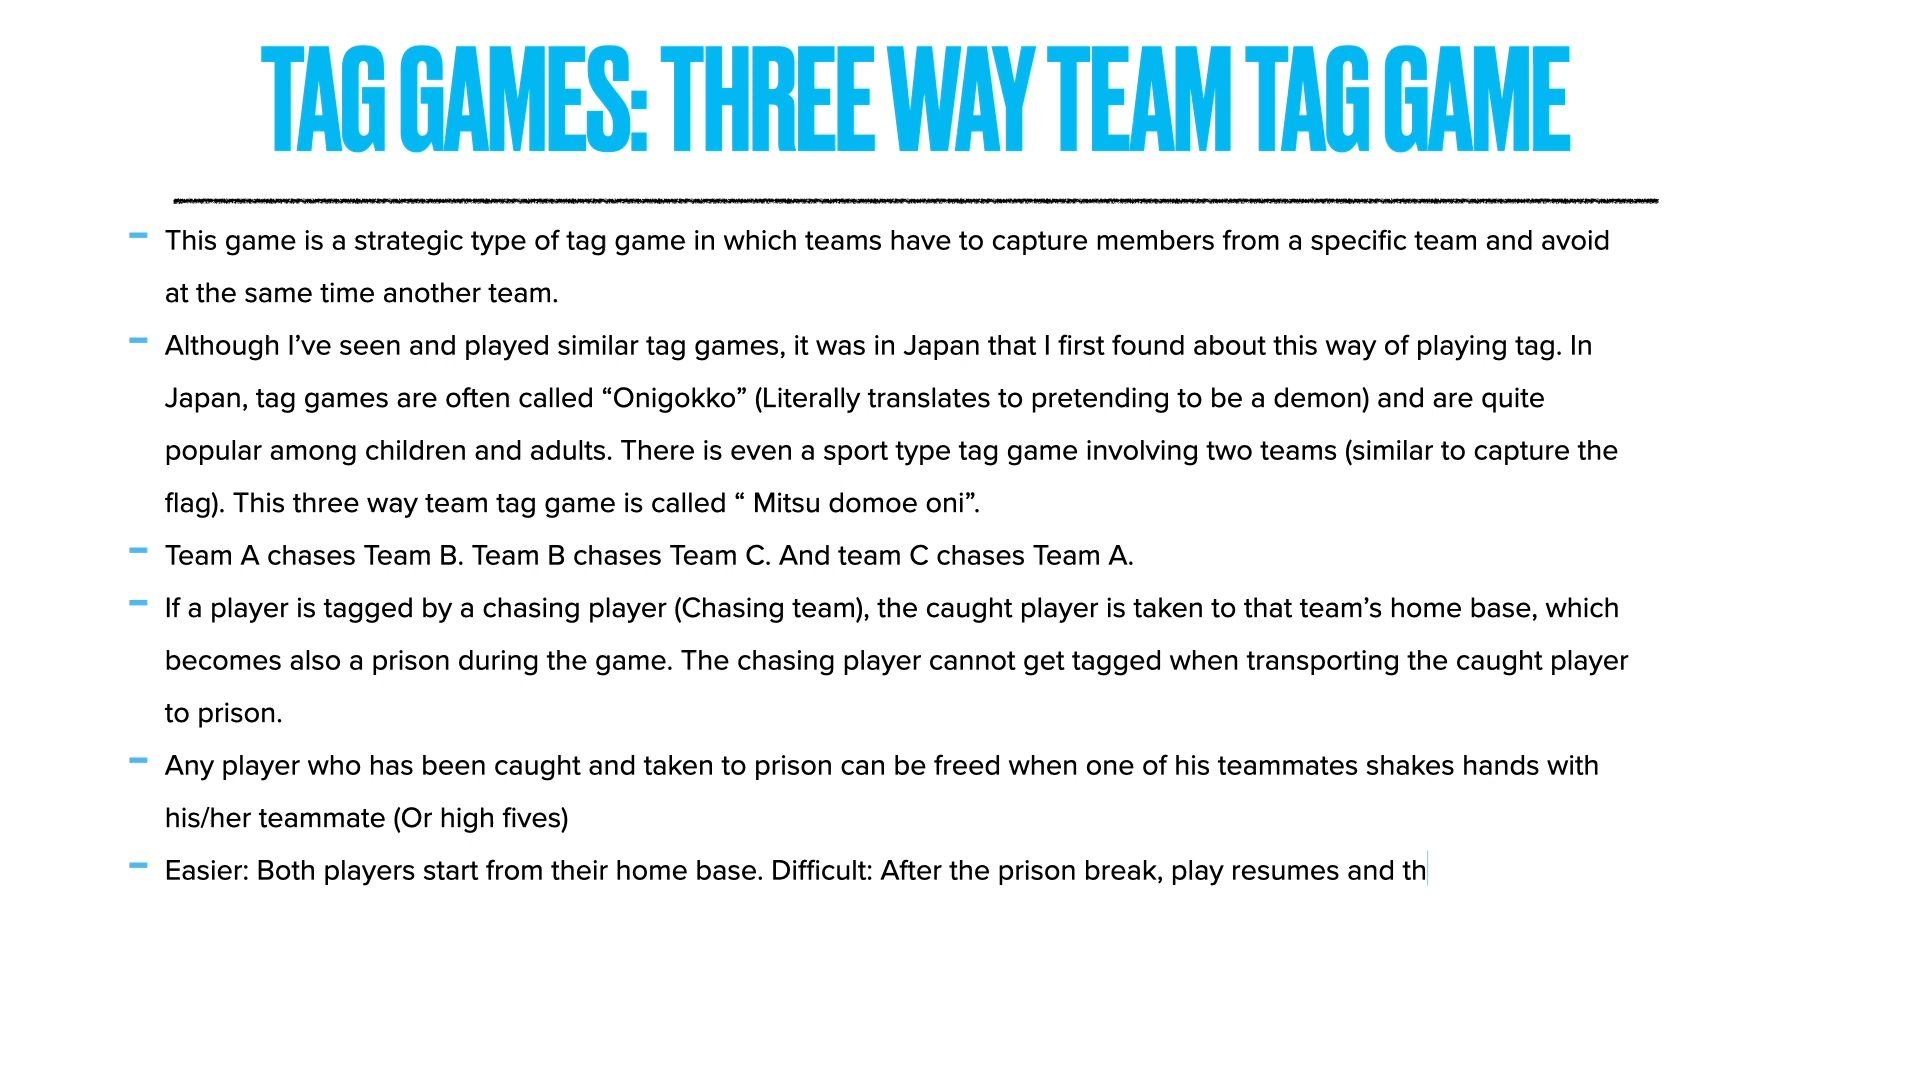 TAG GAMES: THREE WAY TEAM TAG GAME
- This game is a strategic type of tag game in which teams have to capture members from a specific team and avoid
at the same time another team.
- Although I’ve seen and played similar tag games, it was in Japan that I first found about this way of playing tag. In
Japan, tag games are often called “Onigokko” (Literally translates to pretending to be a demon) and are quite
popular among children and adults. There is even a sport type tag game involving two teams (similar to capture the
flag). This three way team tag game is called “ Mitsu domoe oni”.
- Team A chases Team B. Team B chases Team C. And team C chases Team A.
- If a player is tagged by a chasing player (Chasing team), the caught player is taken to that team’s home base, which
becomes also a prison during the game. The chasing player cannot get tagged when transporting the caught player
to prison.
- Any player who has been caught and taken to prison can be freed when one of his teammates shakes hands with
his/her teammate (Or high fives)
- Easier: Both players start from their home base. Difficult: After the prison break, play resumes and th